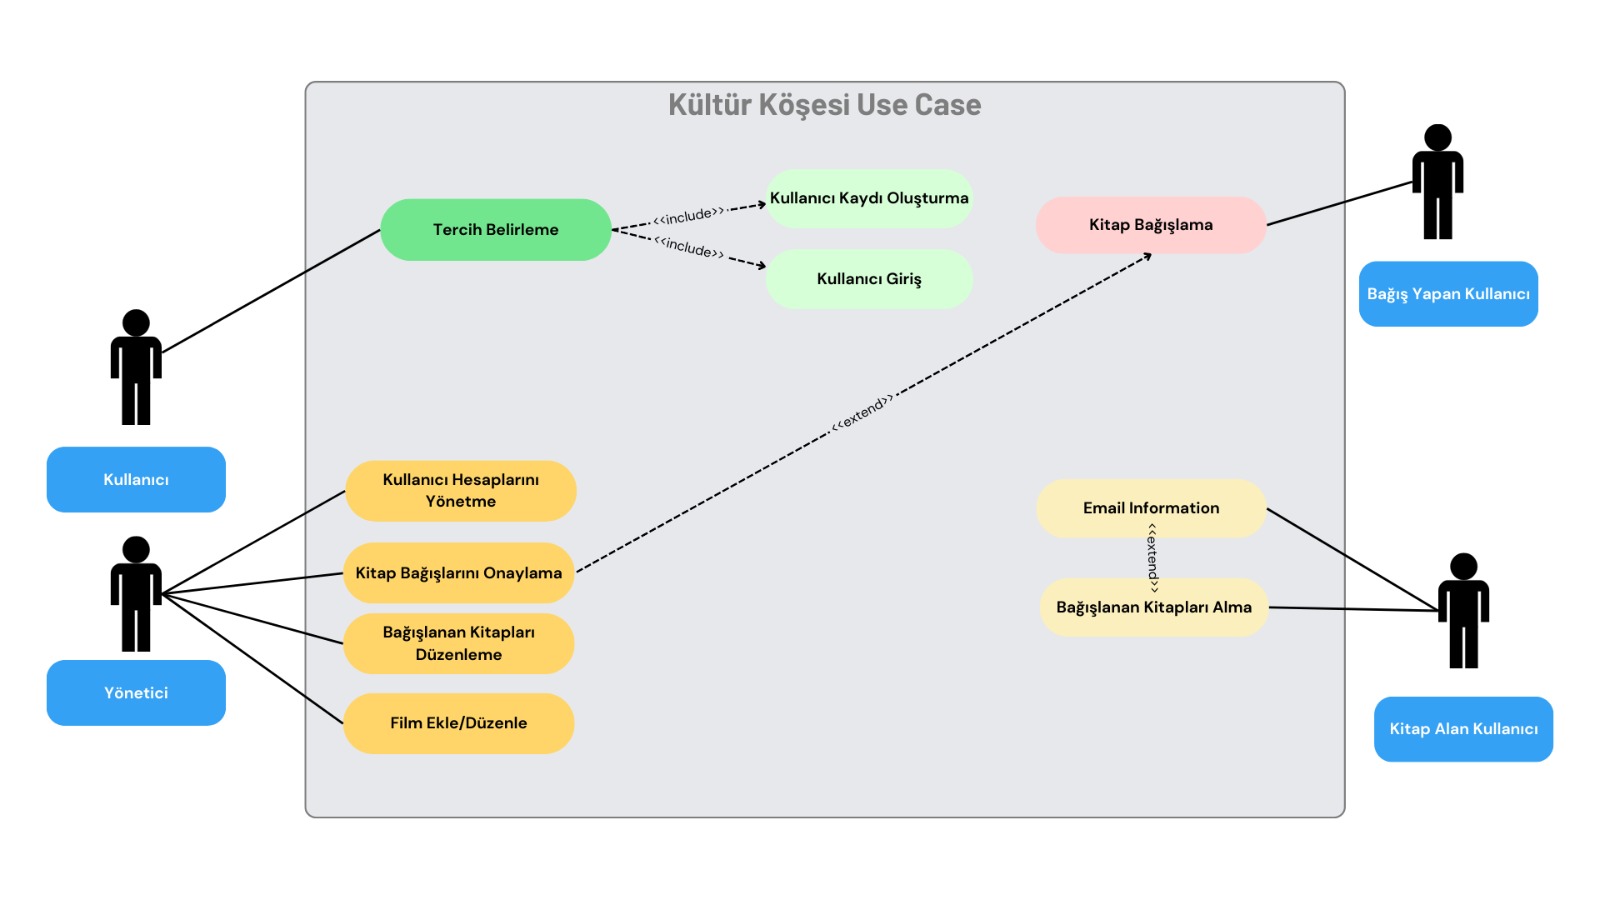 Kültür Köşesi Use Case
Kullanıcı Kaydı Oluşturma
Tercih Belirleme
<<include>>
<<include>>
Kullanıcı Giriş
Kitap Bağışlama
Bağış Yapan Kullanıcı
<<extend>>
Kullanıcı
Kullanıcı Hesaplarını
Yönetme
Kitap Bağışlarını Onaylama
Bağışlanan Kitapları
Düzenleme
Film Ekle/Düzenle
Yönetici
Email Information
<<extend>>
Bağışlanan Kitapları Alma
Kitap Alan Kullanıcı